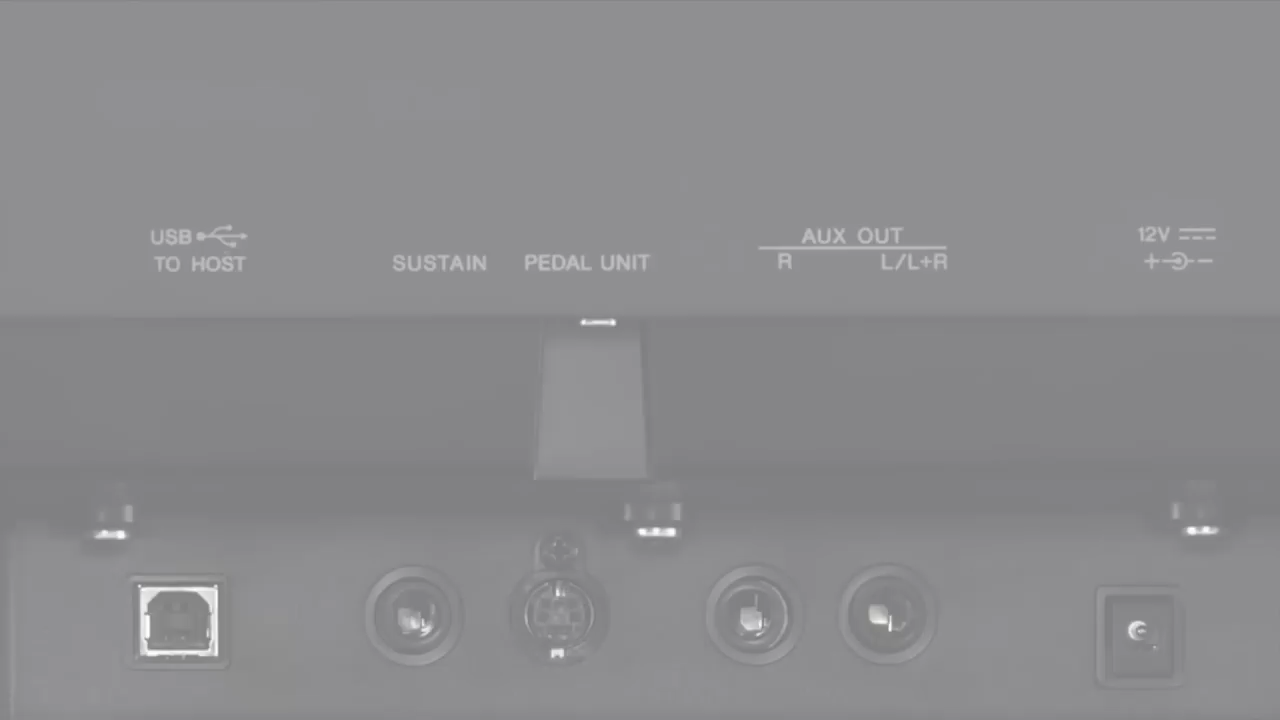 USB
TO HOST
SUSTAIN
PEDAL UNIT
AUX OUT
R L/L+R
12V